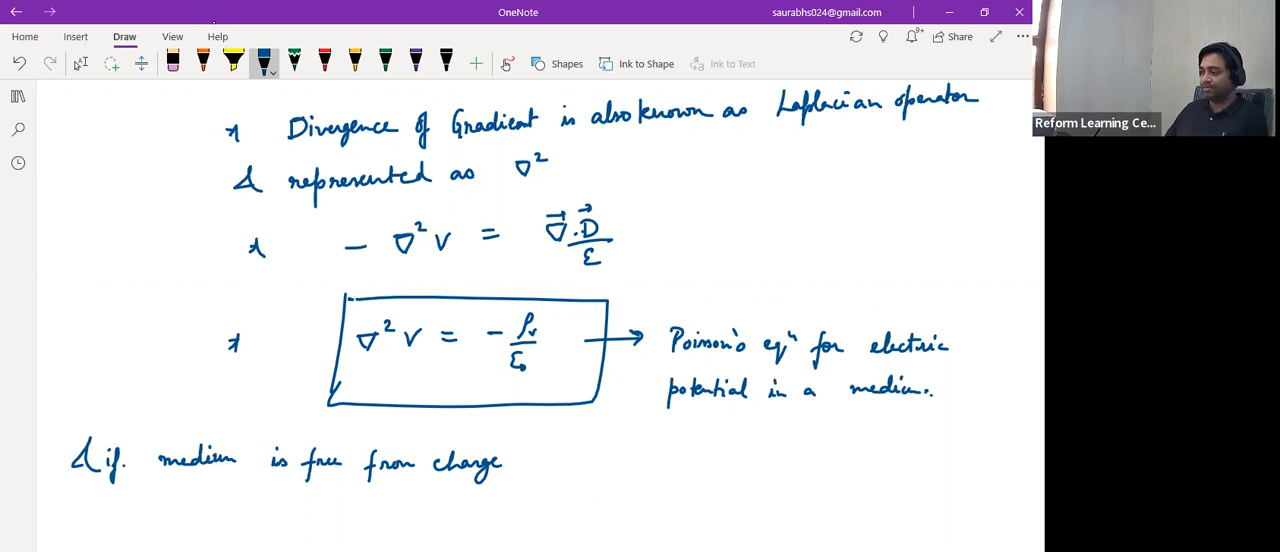 OneNote
saurabhs024@gmail.com
Home Insert Draw View Help
9+ Share
Shapes Ink to Shape Ink to Text
* Divergence of Gradient is also known as Laplacian operator
& represented as ∇²
* - ∇²V = ∇⃗.D⃗/ε
* ∇²V = -ρv/ε₀ → Poisson's eqⁿ for electric
potential in a medium.
& if. medium is free from charge
Reform Learning Ce...